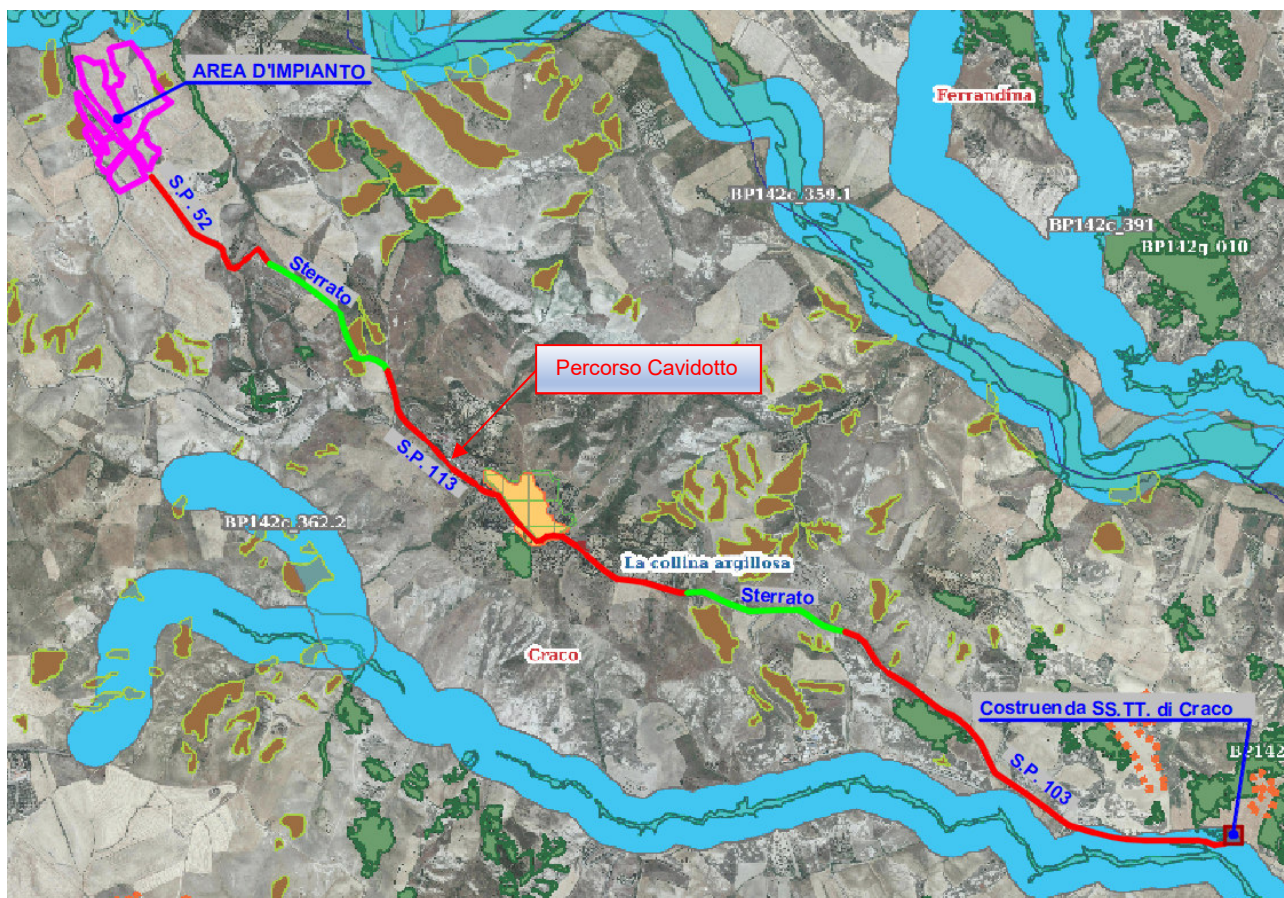 AREA D'IMPIANTO
Ferrandina
BP142c_359.1
S.P. 52
BP142c_391
BP142g_010
Sterrato
Percorso Cavidotto
S.P. 113
BP142c_362.2
La collina argillosa
Sterrato
Craco
Costruenda SS.TT. di Craco
BP142
S.P. 103